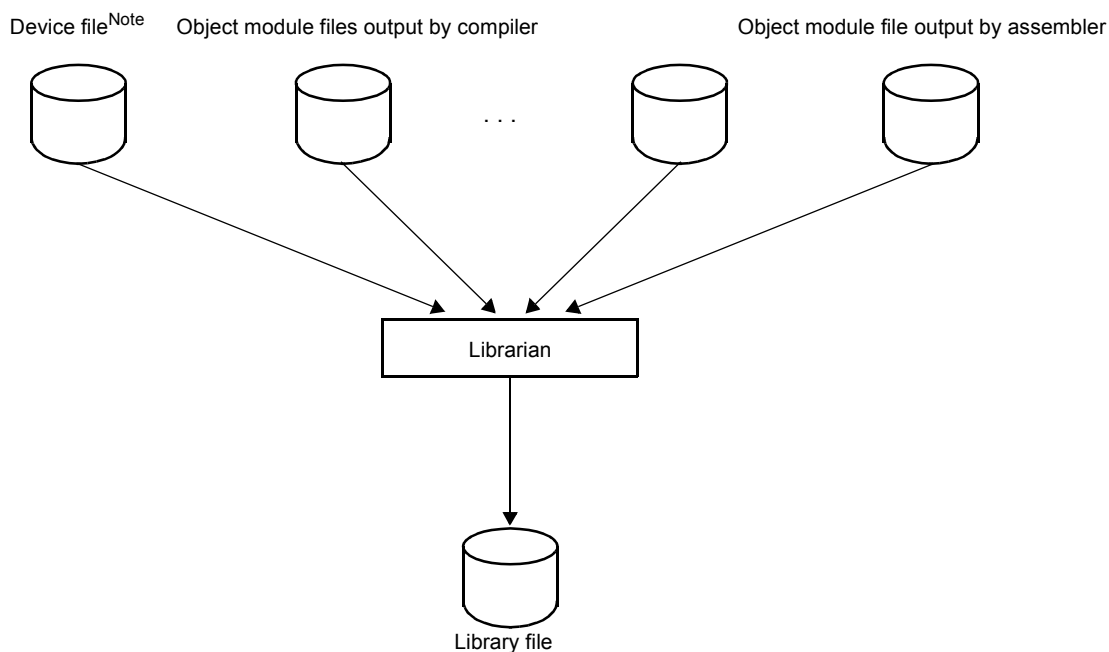 Device fileNote
Object module files output by compiler
Object module file output by assembler
. . .
Librarian
Library file